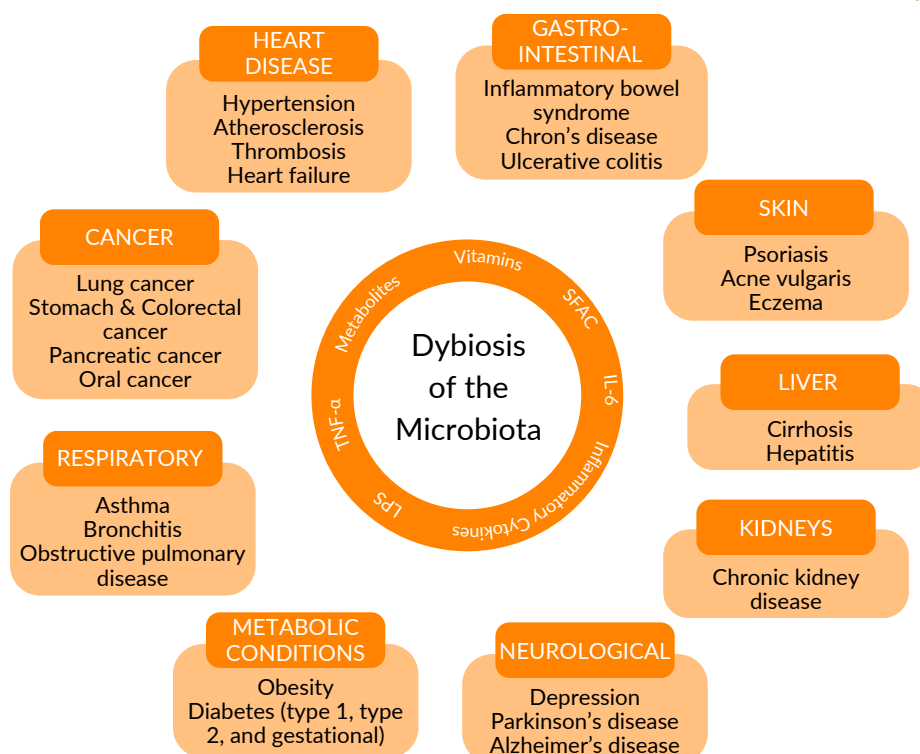 HEART
DISEASE
Hypertension
Atherosclerosis
Thrombosis
Heart failure
GASTRO-
INTESTINAL
Inflammatory bowel
syndrome
Chron's disease
Ulcerative colitis
SKIN
Psoriasis
Acne vulgaris
Eczema
CANCER
Lung cancer
Stomach & Colorectal
cancer
Pancreatic cancer
Oral cancer
Vitamins
SFAC
IL-6
Inflammatory Cytokines
LPS
TNF-α
Metabolites
Dybiosis
of the
Microbiota
LIVER
Cirrhosis
Hepatitis
RESPIRATORY
Asthma
Bronchitis
Obstructive pulmonary
disease
KIDNEYS
Chronic kidney
disease
METABOLIC
CONDITIONS
Obesity
Diabetes (type 1, type
2, and gestational)
NEUROLOGICAL
Depression
Parkinson's disease
Alzheimer's disease